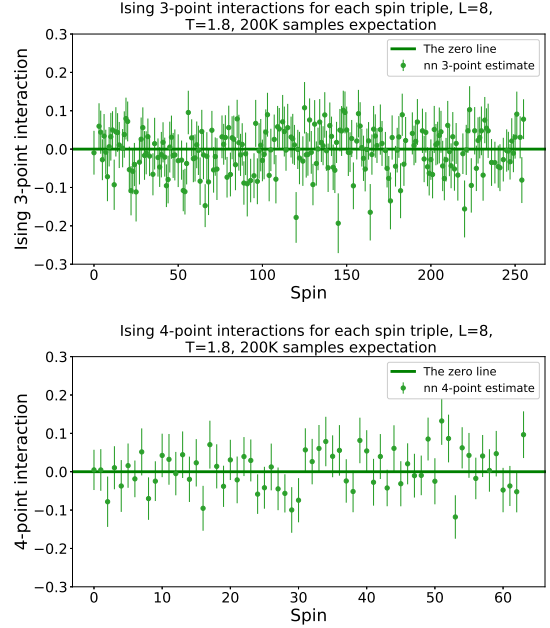 Ising 3-point interactions for each spin triple, L=8,
T=1.8, 200K samples expectation
0.3
0.2
0.1
0.0
−0.1
−0.2
−0.3
Ising 3-point interaction
The zero line
nn 3-point estimate
0 50 100 150 200 250
Spin
Ising 4-point interactions for each spin triple, L=8,
T=1.8, 200K samples expectation
0.3
0.2
0.1
0.0
−0.1
−0.2
−0.3
4-point interaction
The zero line
nn 4-point estimate
0 10 20 30 40 50 60
Spin